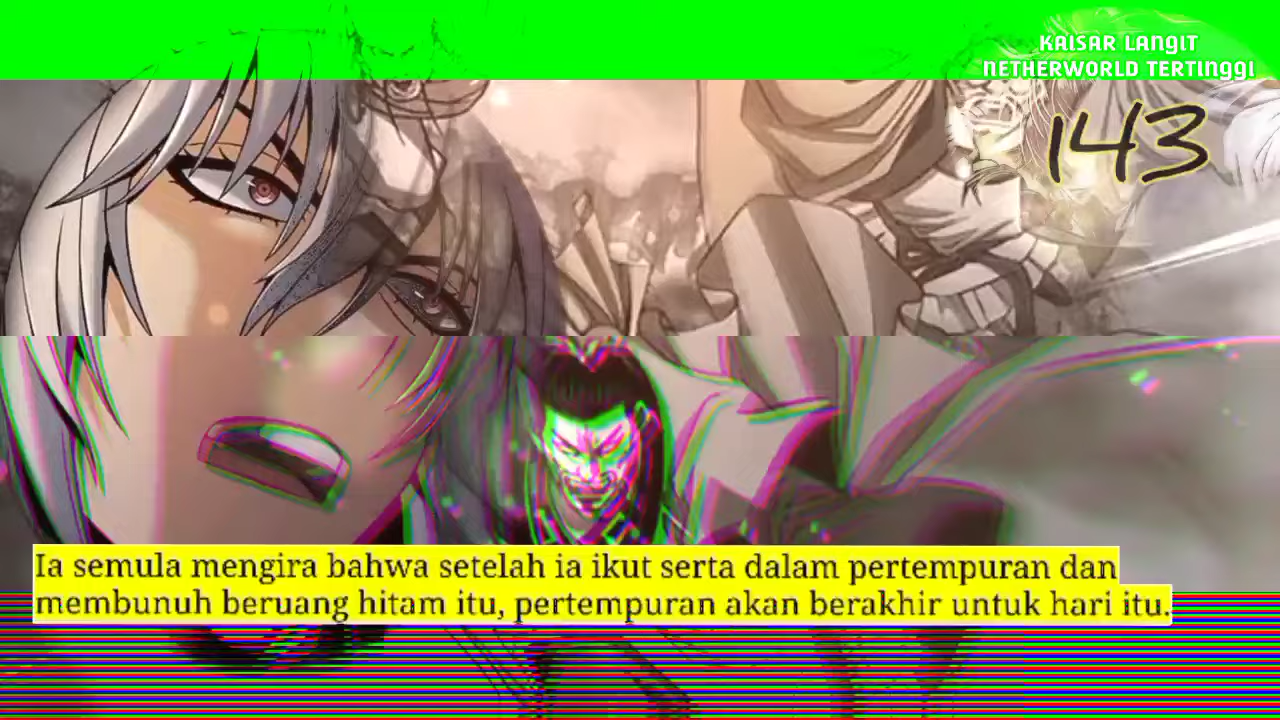 KAISAR LANGIT
NETHERWORLD TERTINGGI
143
Ia semula mengira bahwa setelah ia ikut serta dalam pertempuran dan
membunuh beruang hitam itu, pertempuran akan berakhir untuk hari itu.